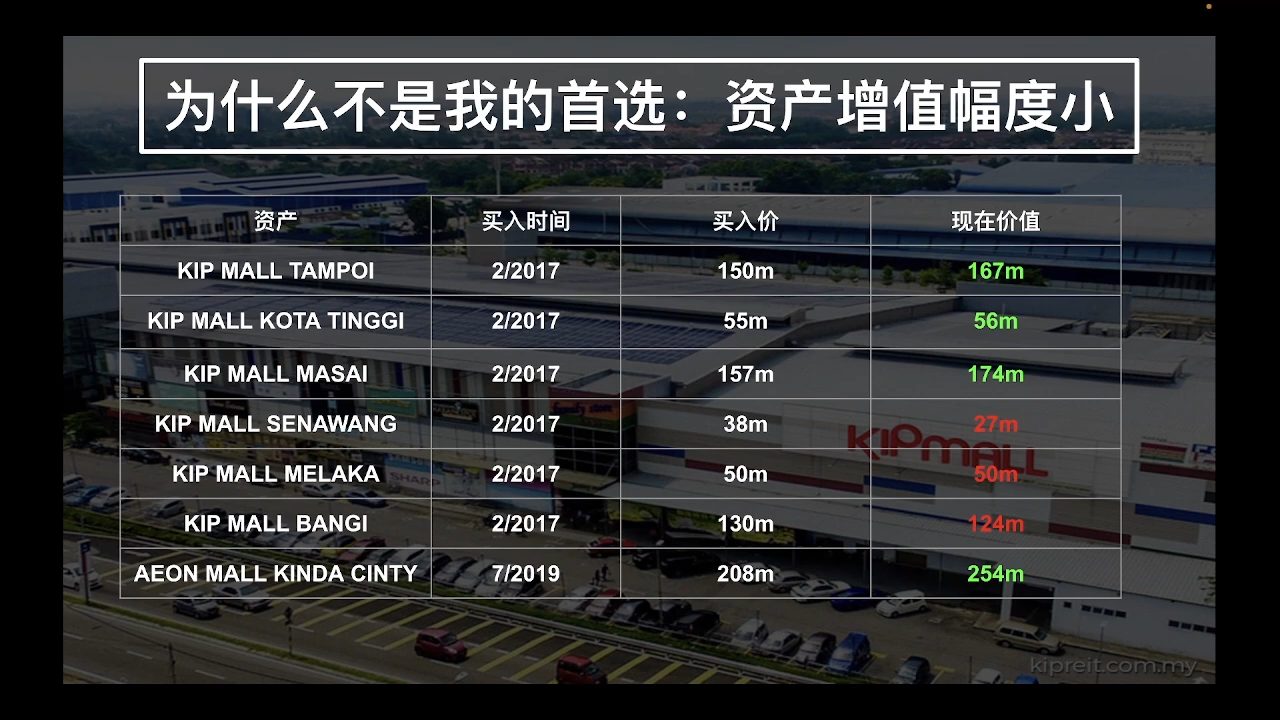 为什么不是我的首选：资产增值幅度小
资产 买入时间 买入价 现在价值
KIP MALL TAMPOI 2/2017 150m 167m
KIP MALL KOTA TINGGI 2/2017 55m 56m
KIP MALL MASAI 2/2017 157m 174m
KIP MALL SENAWANG 2/2017 38m 27m
KIPMALL
KIP MALL MELAKA 2/2017 50m 50m
SHARP
KIP MALL BANGI 2/2017 130m 124m
AEON MALL KINDA CINTY 7/2019 208m 254m
kipreit.com.my